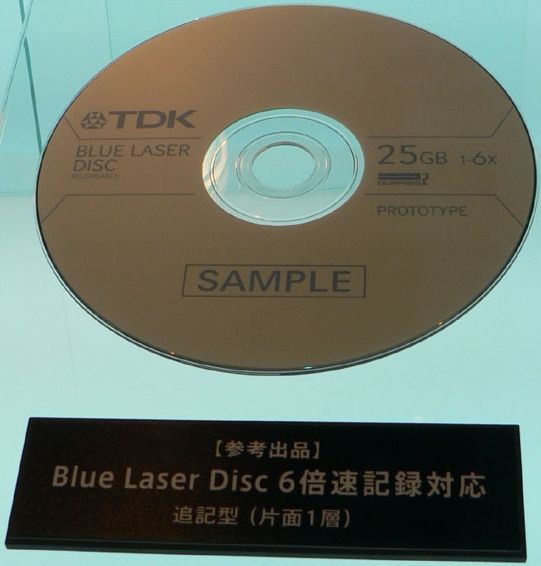 TDK
BLUE LASER
DISC
RECORDABLE
25GB 1-6X
DURABIS
PROTOTYPE
SAMPLE
【参考出品】
Blue Laser Disc 6倍速記録対応
追記型（片面1層）